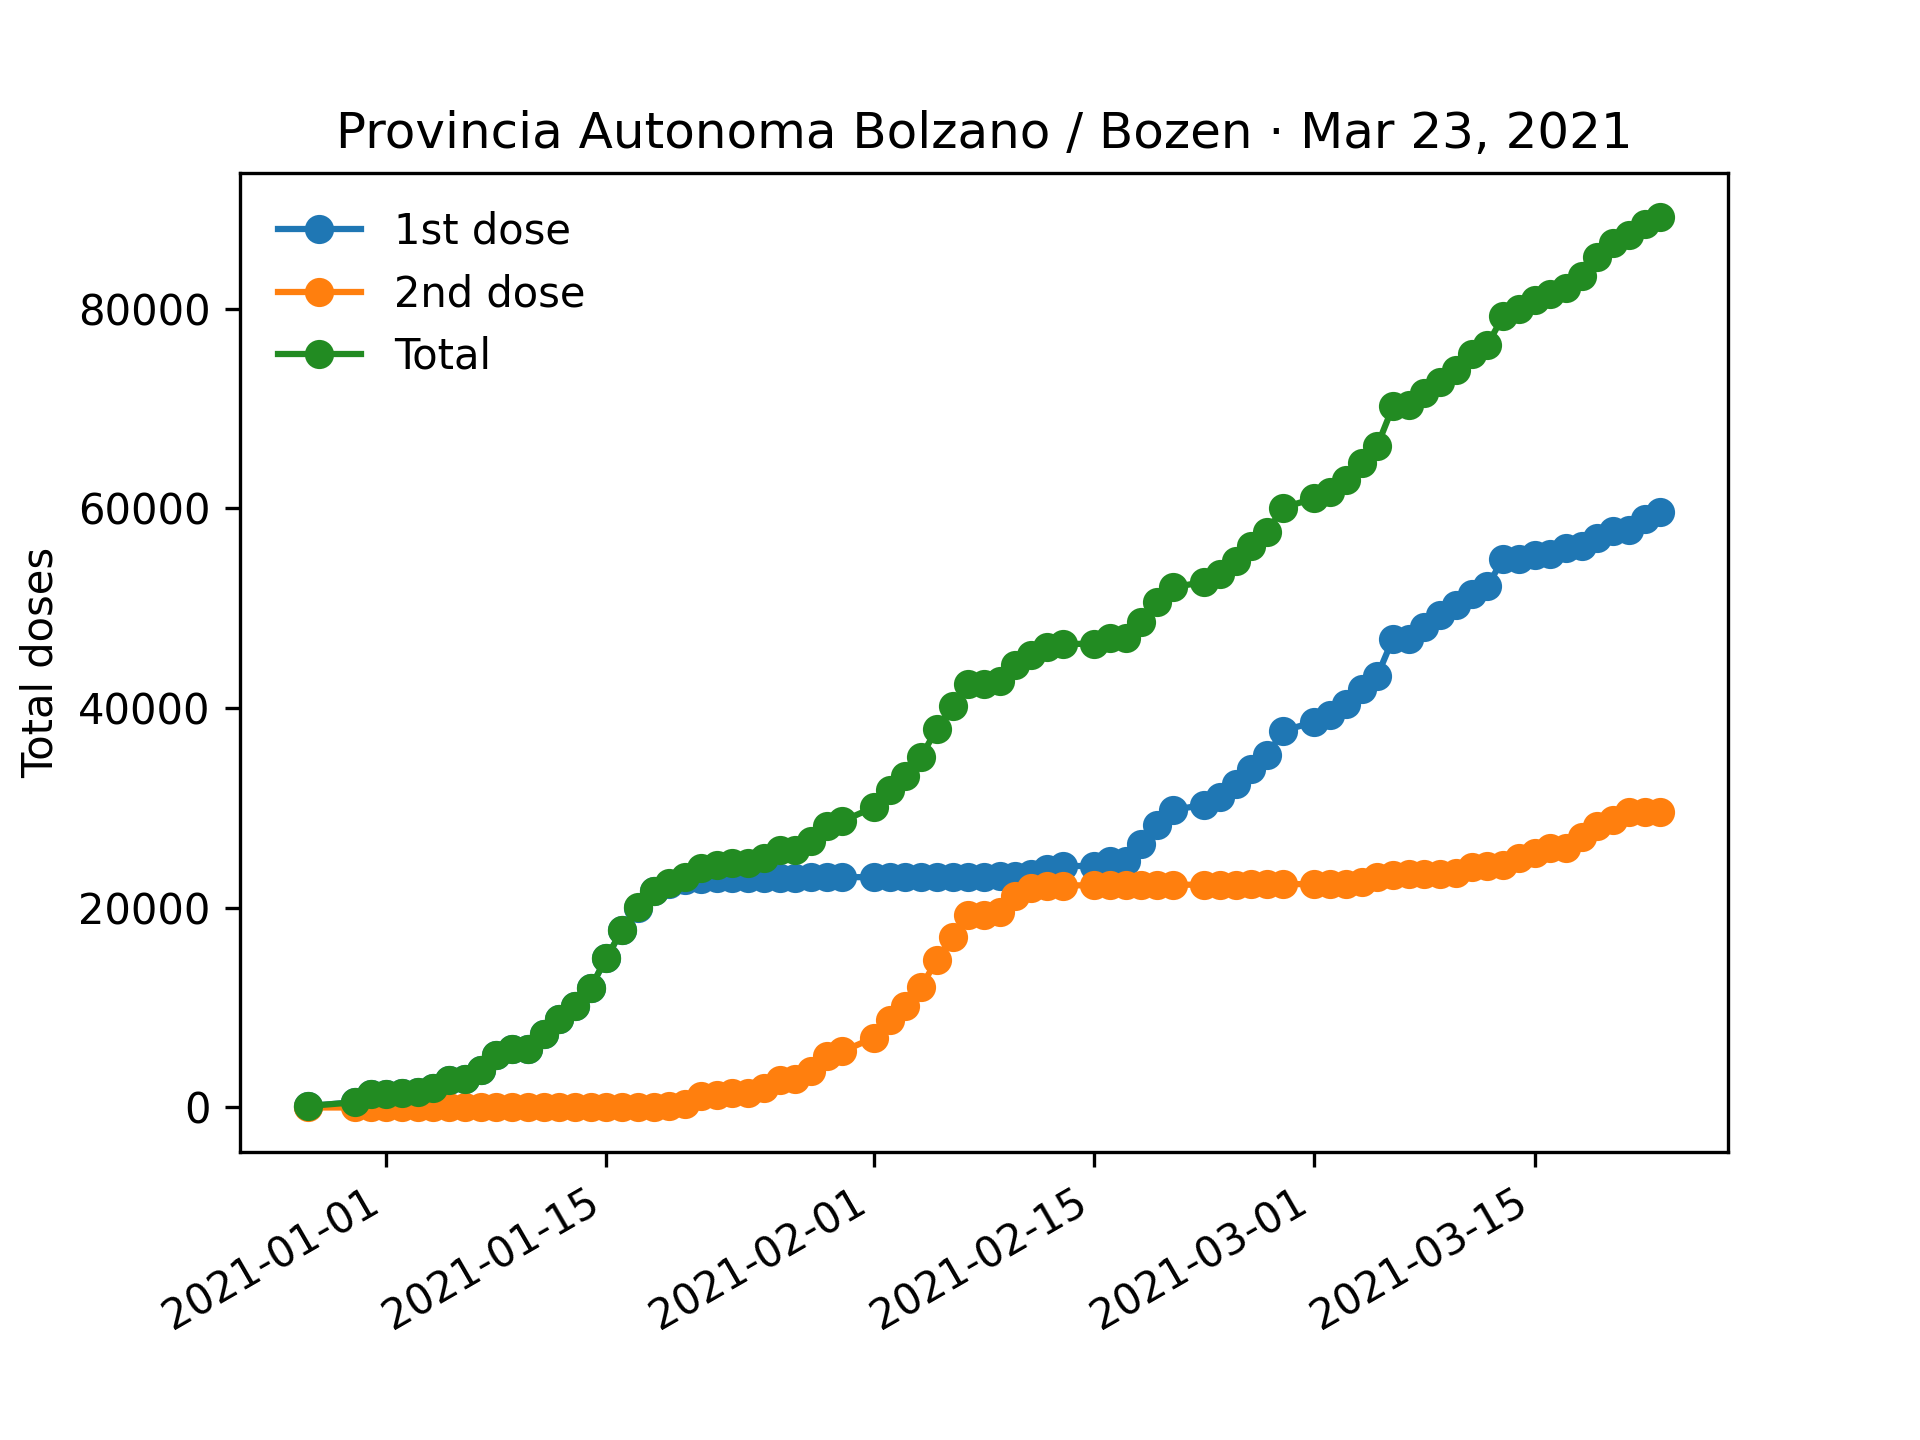 Provincia Autonoma Bolzano / Bozen · Mar 23, 2021
1st dose
2nd dose
Total
Total doses
80000
60000
40000
20000
0
2021-01-01
2021-01-15
2021-02-01
2021-02-15
2021-03-01
2021-03-15